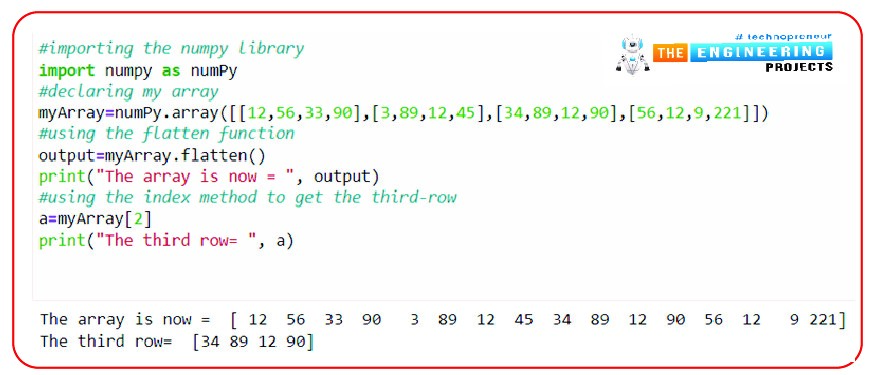 # technopreneur
THE ENGINEERING
PROJECTS
#importing the numpy library
import numpy as numPy
#declaring my array
myArray=numPy.array([[12,56,33,90],[3,89,12,45],[34,89,12,90],[56,12,9,221]])
#using the flatten function
output=myArray.flatten()
print("The array is now = ", output)
#using the index method to get the third-row
a=myArray[2]
print("The third row= ", a)
The array is now =  [ 12  56  33  90   3  89  12  45  34  89  12  90  56  12   9 221]
The third row=  [34 89 12 90]